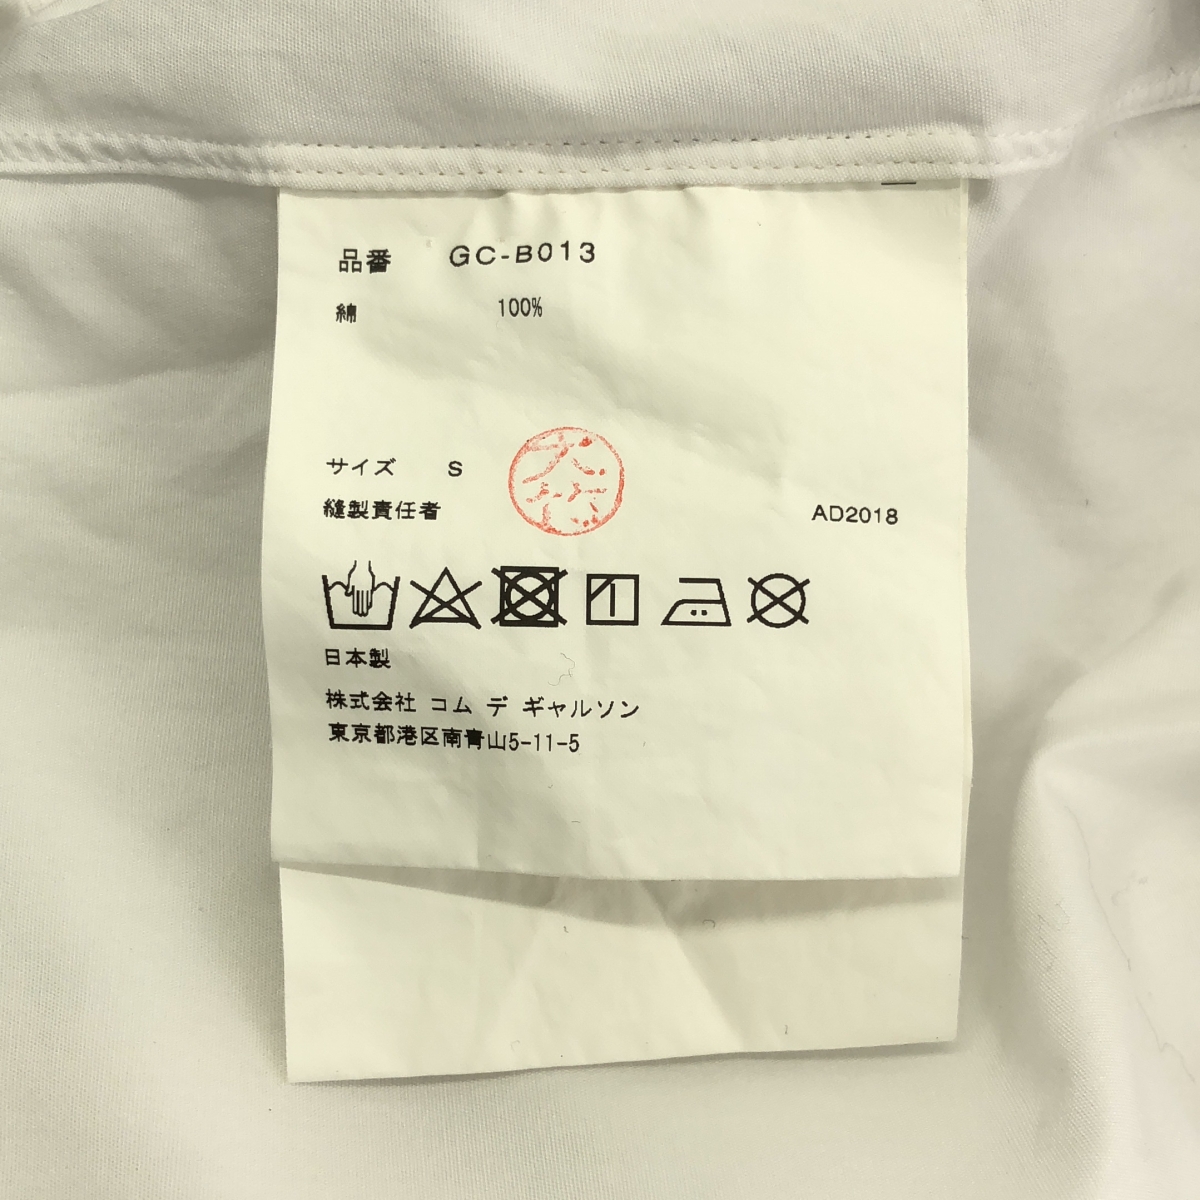 品番 GC-B013
綿 100%
サイズ S
縫製責任者
AD2018
日本製
株式会社 コム デ ギャルソン
東京都港区南青山5-11-5